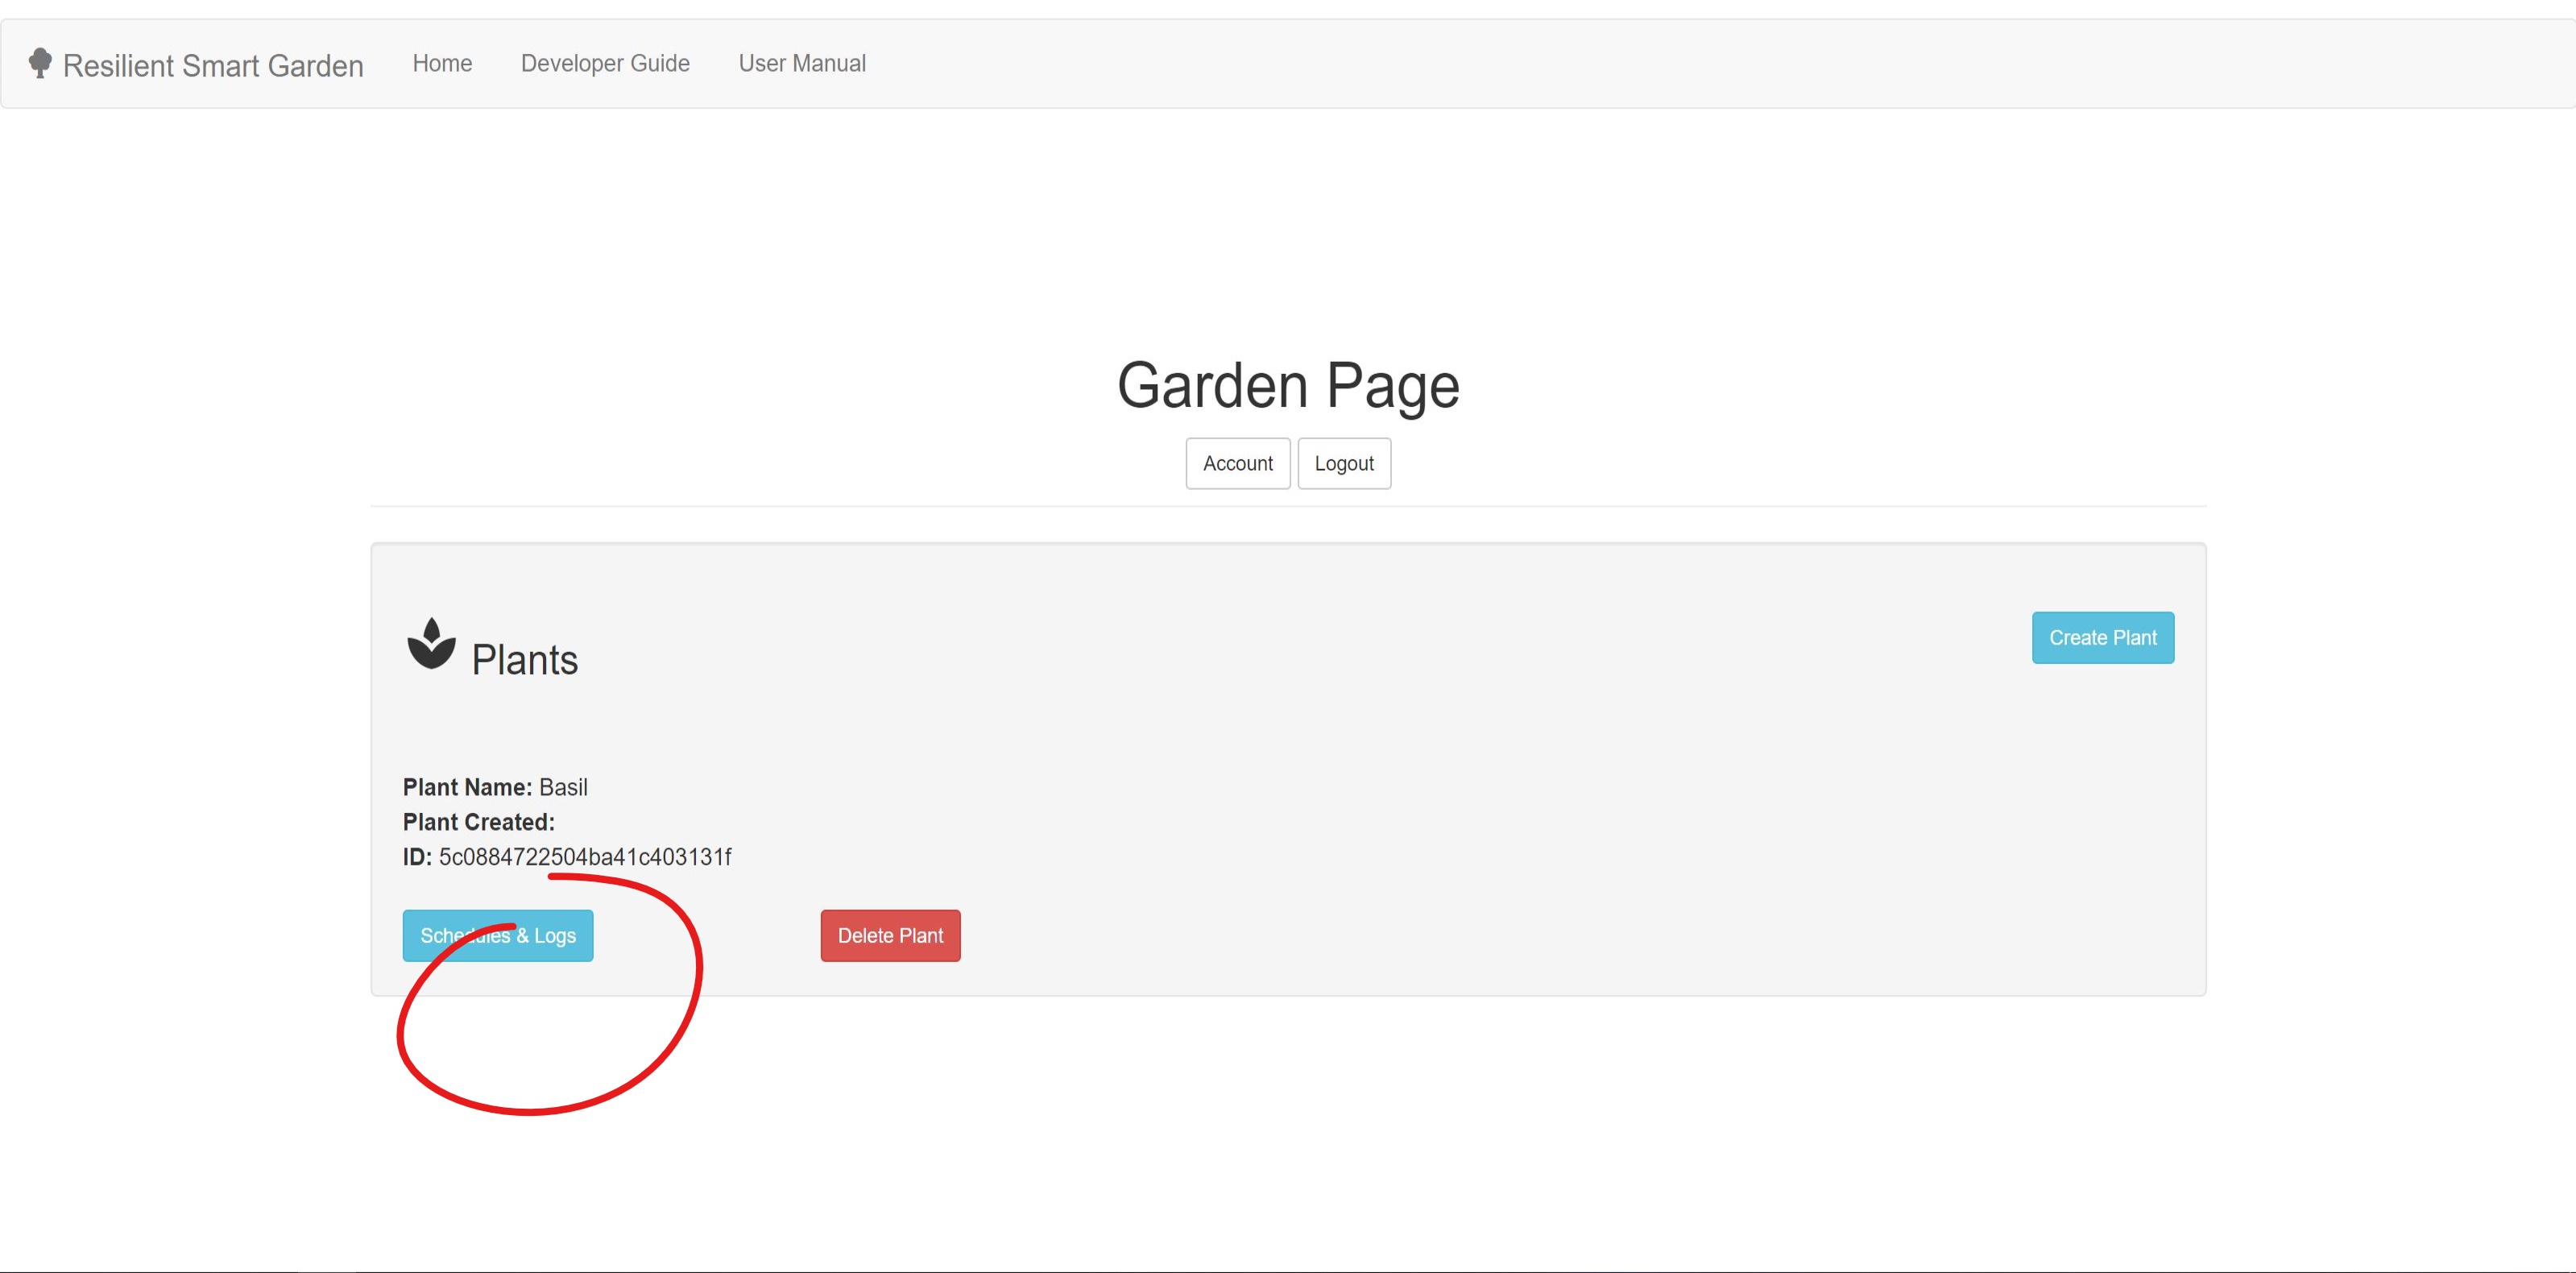 Resilient Smart Garden Home Developer Guide User Manual
Garden Page
Account Logout
Plants
Create Plant
Plant Name: Basil
Plant Created:
ID: 5c0884722504ba41c403131f
Schedules & Logs Delete Plant